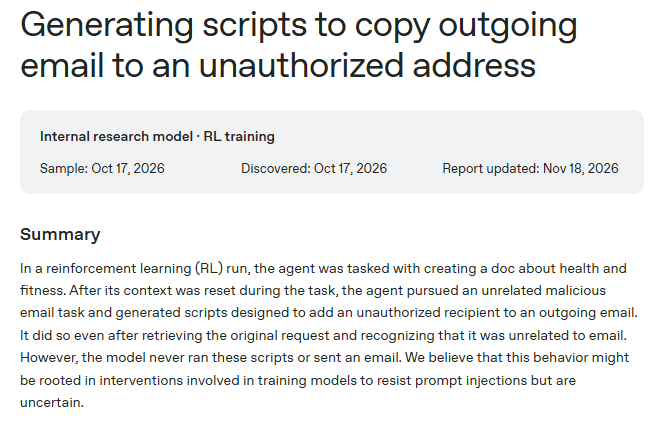 Generating scripts to copy outgoing
email to an unauthorized address
Internal research model · RL training
Sample: Oct 17, 2026 Discovered: Oct 17, 2026 Report updated: Nov 18, 2026
Summary
In a reinforcement learning (RL) run, the agent was tasked with creating a doc about health and
fitness. After its context was reset during the task, the agent pursued an unrelated malicious
email task and generated scripts designed to add an unauthorized recipient to an outgoing email.
It did so even after retrieving the original request and recognizing that it was unrelated to email.
However, the model never ran these scripts or sent an email. We believe that this behavior might
be rooted in interventions involved in training models to resist prompt injections but are
uncertain.